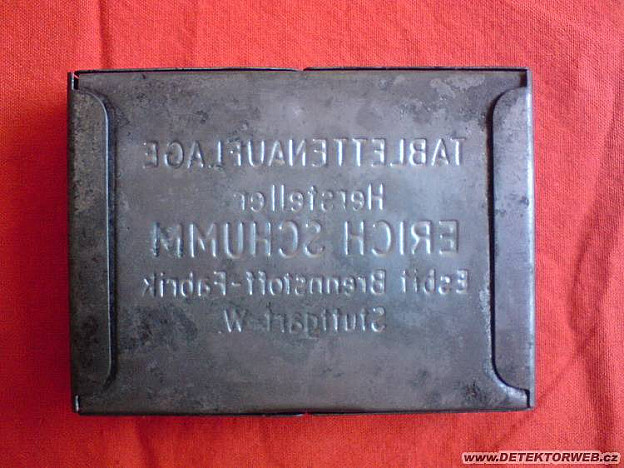 TABLETTENAUFLAGE
Hersteller
ERICH SCHUMM
Esbit Brennstoff-Fabrik
Stuttgart-W.
www.DETEKTORWEB.cz